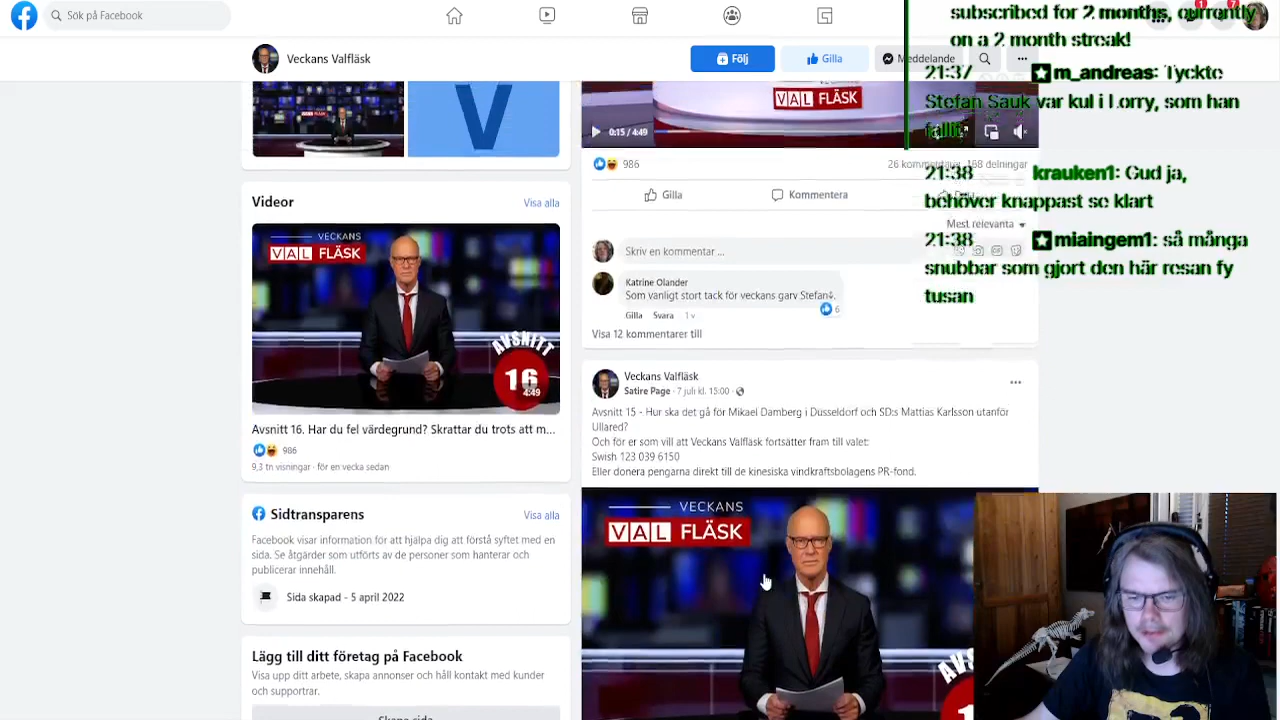 Sök på Facebook
Veckans Valfläsk
Följ
Gilla
Meddelande
1
7
V
VAL FLÄSK
0:15 / 4:49
986
26 kommentarer 168 delningar
Gilla
Kommentera
Mest relevanta
Skriv en kommentar ...
Katrine Olander
Som vanligt stort tack för veckans garv Stefan
Gilla Svara 1 v
6
Visa 12 kommentarer till
Videor
Visa alla
VECKANS
VAL FLÄSK
AVSNITT
16
4:49
Avsnitt 16. Har du fel värdegrund? Skrattar du trots att m...
986
9,3 tn visningar · för en vecka sedan
Sidtransparens
Visa alla
Facebook visar information för att hjälpa dig att förstå syftet med en
sida. Se åtgärder som utförts av de personer som hanterar och
publicerar innehåll.
Sida skapad - 5 april 2022
Lägg till ditt företag på Facebook
Visa upp ditt arbete, skapa annonser och håll kontakt med kunder
och supportrar.
Skapa sida
Veckans Valfläsk
Satire Page · 7 juli kl. 15:00 ·
Avsnitt 15 - Hur ska det gå för Mikael Damberg i Düsseldorf och SD:s Mattias Karlsson utanför
Ullared?
Och för er som vill att Veckans Valfläsk fortsätter fram till valet:
Swish 123 039 6150
Eller donera pengarna direkt till de kinesiska vindkraftsbolagens PR-fond.
VECKANS
VAL FLÄSK
subscribed for 2 months, currently
on a 2 month streak!
21:37 m_andreas: Tyckte
Stefan Sauk var kul i Lorry, som han
fallit
21:38 krauken1: Gud ja,
behöver knappast se klart
21:38 miaingem1: så många
snubbar som gjort den här resan fy
tusan